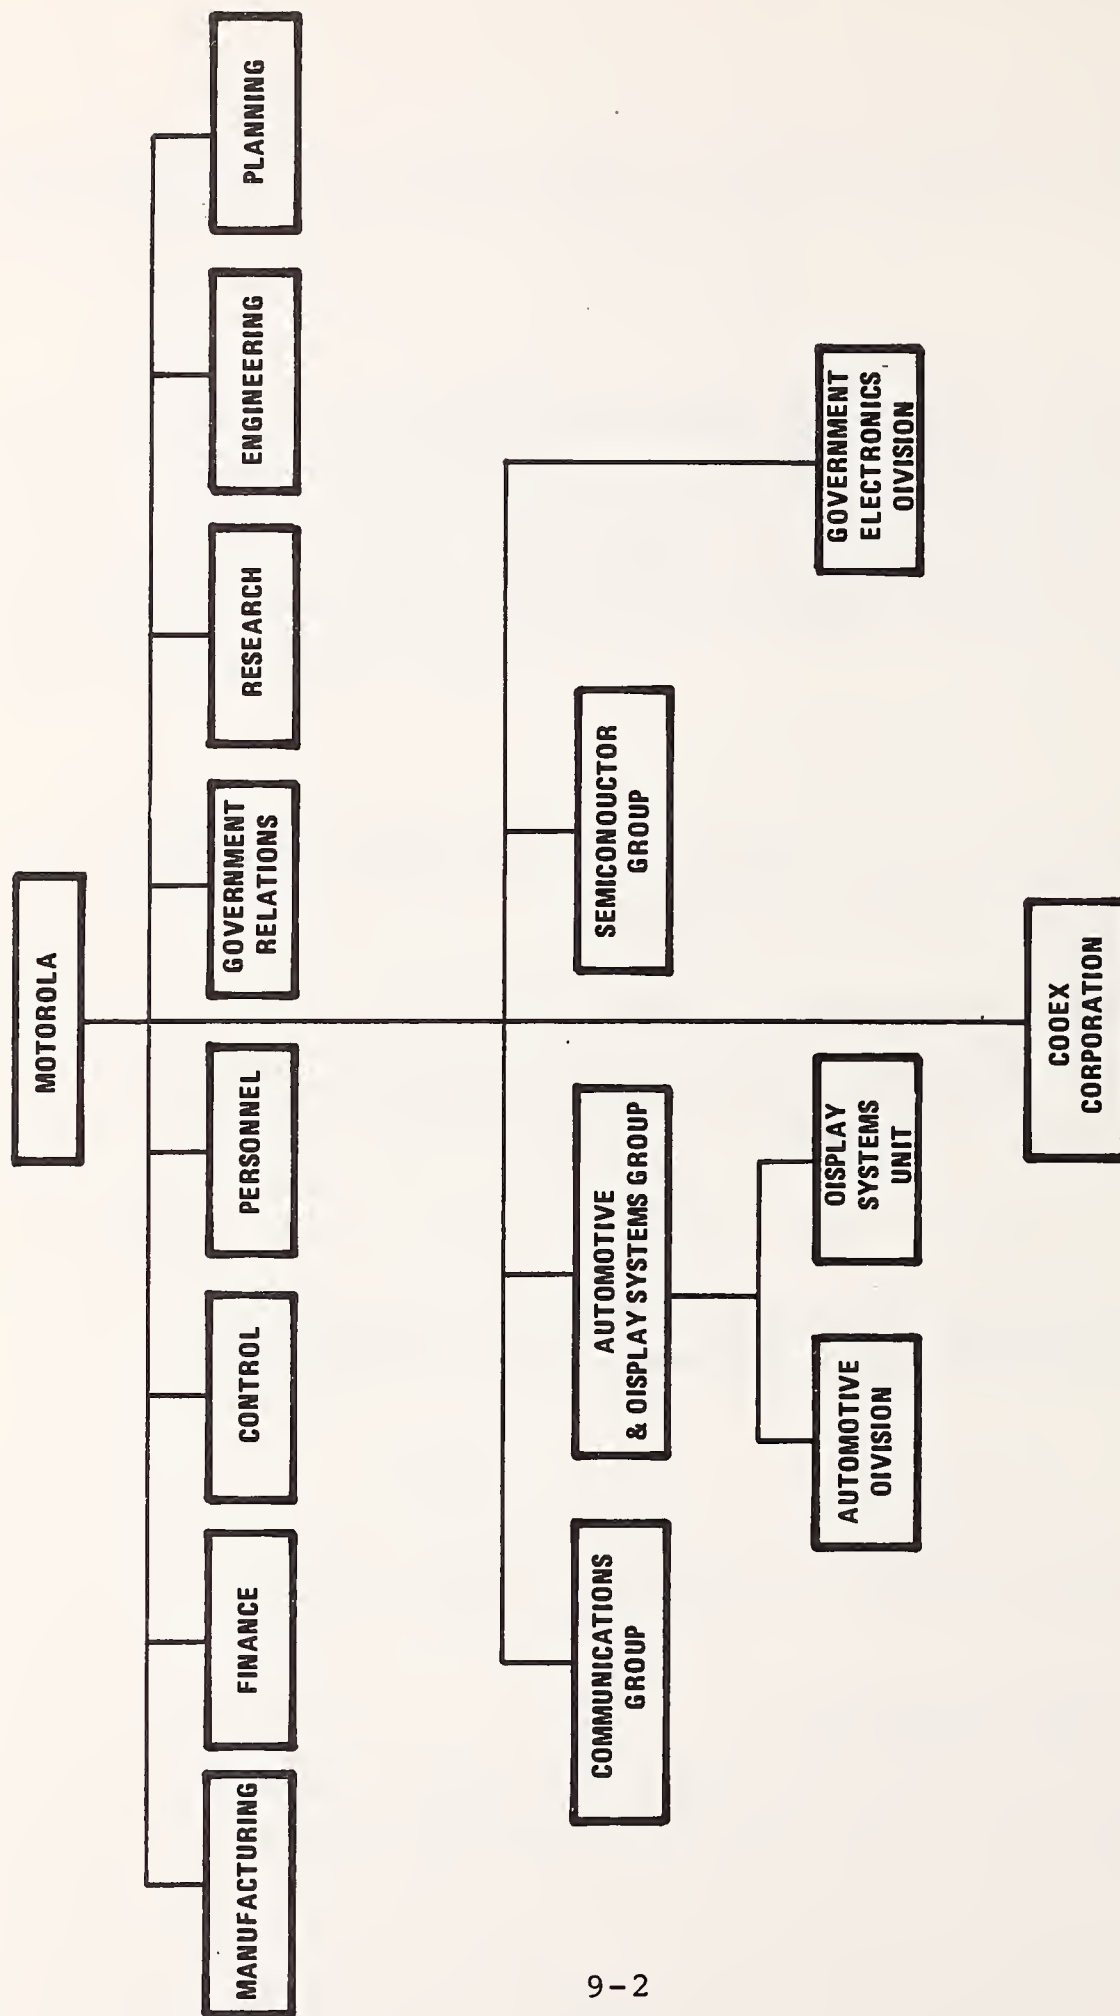 MOTOROLA
MANUFACTURING
FINANCE
CONTROL
PERSONNEL
GOVERNMENT
RELATIONS
RESEARCH
ENGINEERING
PLANNING
COMMUNICATIONS
GROUP
AUTOMOTIVE
& OISPLAY SYSTEMS GROUP
SEMICONOUCTOR
GROUP
AUTOMOTIVE
OIVISION
OISPLAY
SYSTEMS
UNIT
GOVERNMENT
ELECTRONICS
OIVISION
COOEX
CORPORATION
9-2